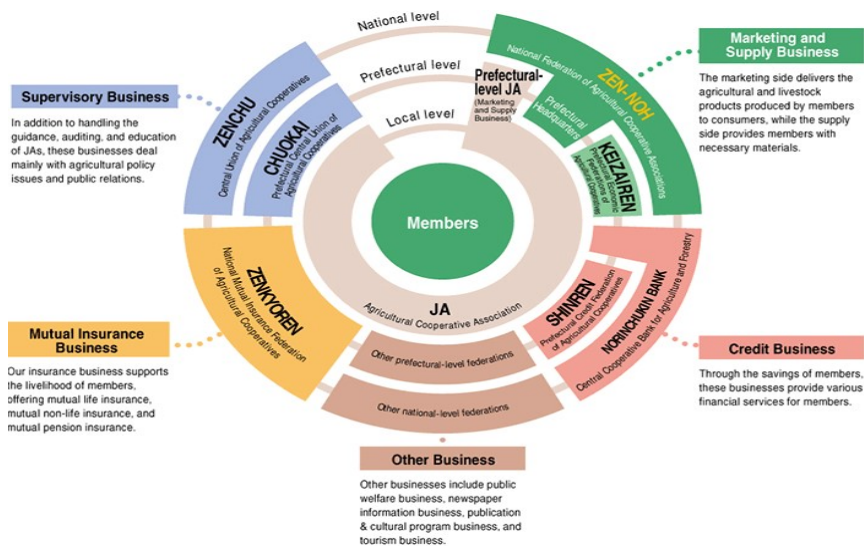 National level
Prefectural level
Local level
Supervisory Business
In addition to handling the
guidance, auditing, and education
of JAs, these businesses deal
mainly with agricultural policy
issues and public relations.
ZENCHU
Central Union of Agricultural Cooperatives
CHUOKAI
Prefectural Central Union of
Agricultural Cooperatives
Prefectural-
level JA
(Marketing and
Supply Business)
National Federation of Agricultural Cooperative Associations
ZEN-NOH
Prefectural
Headquarters
KEIZAIREN
Prefectural Economic
Federations of
Agricultural Cooperatives
Marketing and
Supply Business
The marketing side delivers the
agricultural and livestock
products produced by members
to consumers, while the supply
side provides members with
necessary materials.
Members
JA
Agricultural Cooperative Association
ZENKYOREN
National Mutual Insurance Federation
of Agricultural Cooperatives
Mutual Insurance
Business
Our insurance business supports
the livelihood of members,
offering mutual life insurance,
mutual non-life insurance, and
mutual pension insurance.
SHINREN
Prefectural Credit Federation
of Agricultural Cooperatives
NORINCHUKIN BANK
Central Cooperative Bank for Agriculture and Forestry
Credit Business
Through the savings of members,
these businesses provide various
financial services for members.
Other prefectural-level federations
Other national-level federations
Other Business
Other businesses include public
welfare business, newspaper
information business, publication
& cultural program business, and
tourism business.